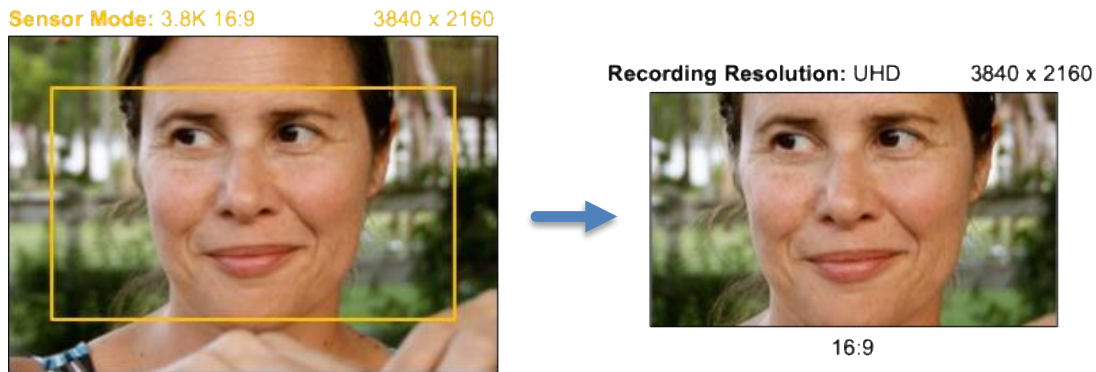 Sensor Mode: 3.8K 16:9 3840 x 2160
Recording Resolution: UHD 3840 x 2160
16:9